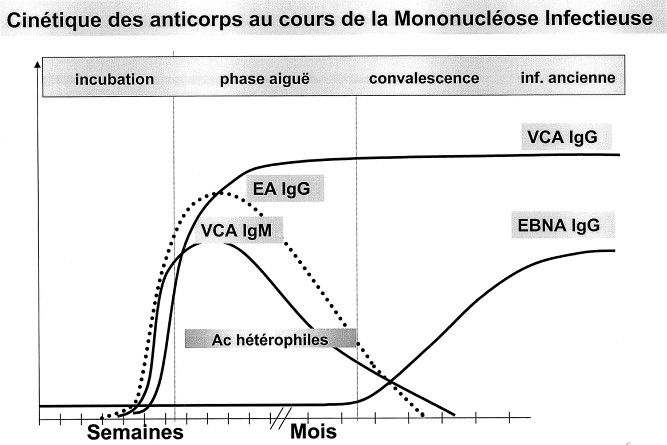 Cinétique des anticorps au cours de la Mononucléose Infectieuse
incubation phase aiguë convalescence inf. ancienne
VCA IgG
EA IgG
VCA IgM
EBNA IgG
Ac hétérophiles
Semaines // Mois